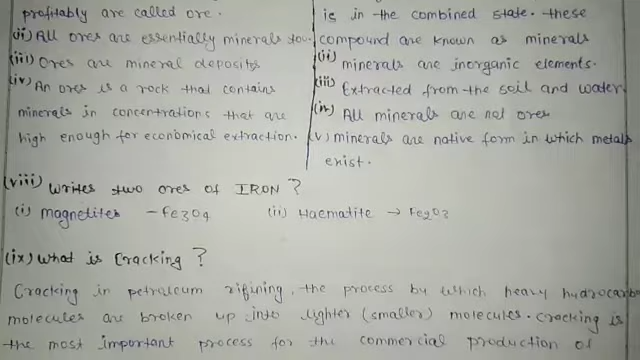 profitably are called ore.
(ii) All ores are essentially minerals too.
(iii) Ores are mineral deposits
(iv) An ore is a rock that contains
minerals in concentrations that are
high enough for economical extraction.
is in the combined state. these
compound are known as minerals
(ii) minerals are inorganic elements.
(iii) Extracted from the soil and water.
(iv) All minerals are not ores
(v) minerals are native form in which metals
exist.
(viii) Writes two ores of IRON ?
(i) magnetites - Fe3O4 (ii) Haematite → Fe2O3
(ix) What is Cracking ?
Cracking in petroleum rifining, the process by which heavy hydrocarbo
molecules are broken up into lighter (smaller) molecules. Cracking is
the most important process for the commercial production of